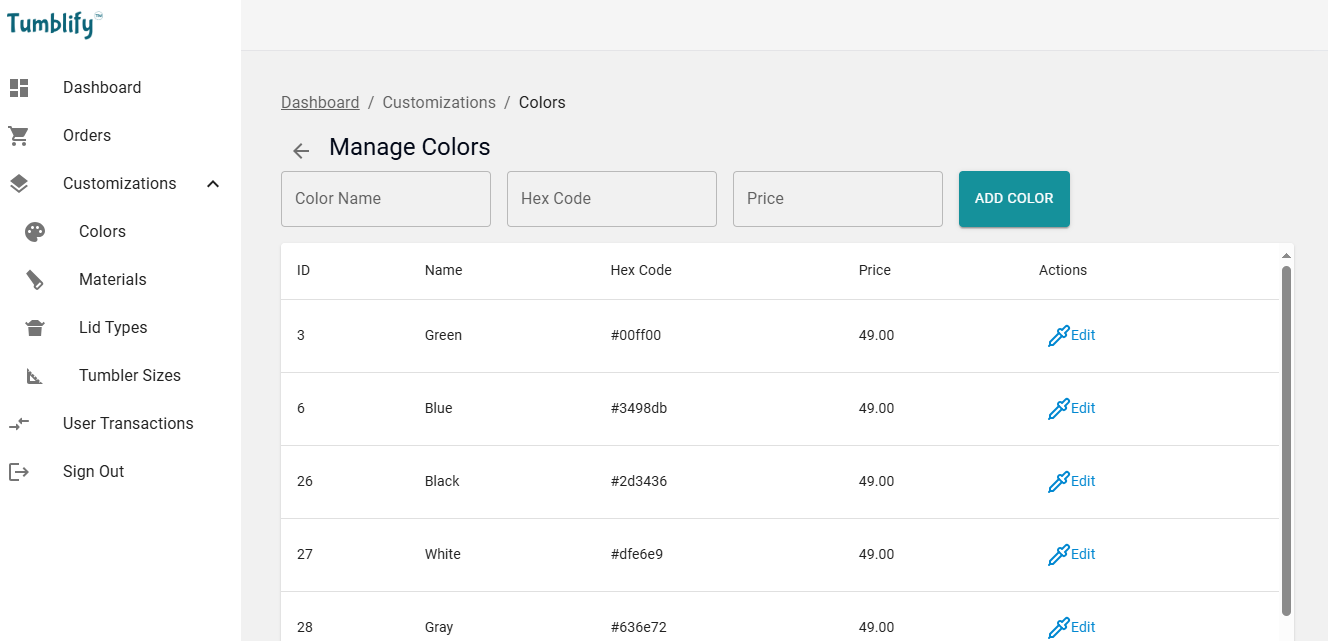 Tumblify™
Dashboard
Orders
Customizations
Colors
Materials
Lid Types
Tumbler Sizes
User Transactions
Sign Out
Dashboard / Customizations / Colors
Manage Colors
Color Name Hex Code Price ADD COLOR
ID Name Hex Code Price Actions
3 Green #00ff00 49.00 Edit
6 Blue #3498db 49.00 Edit
26 Black #2d3436 49.00 Edit
27 White #dfe6e9 49.00 Edit
28 Gray #636e72 49.00 Edit